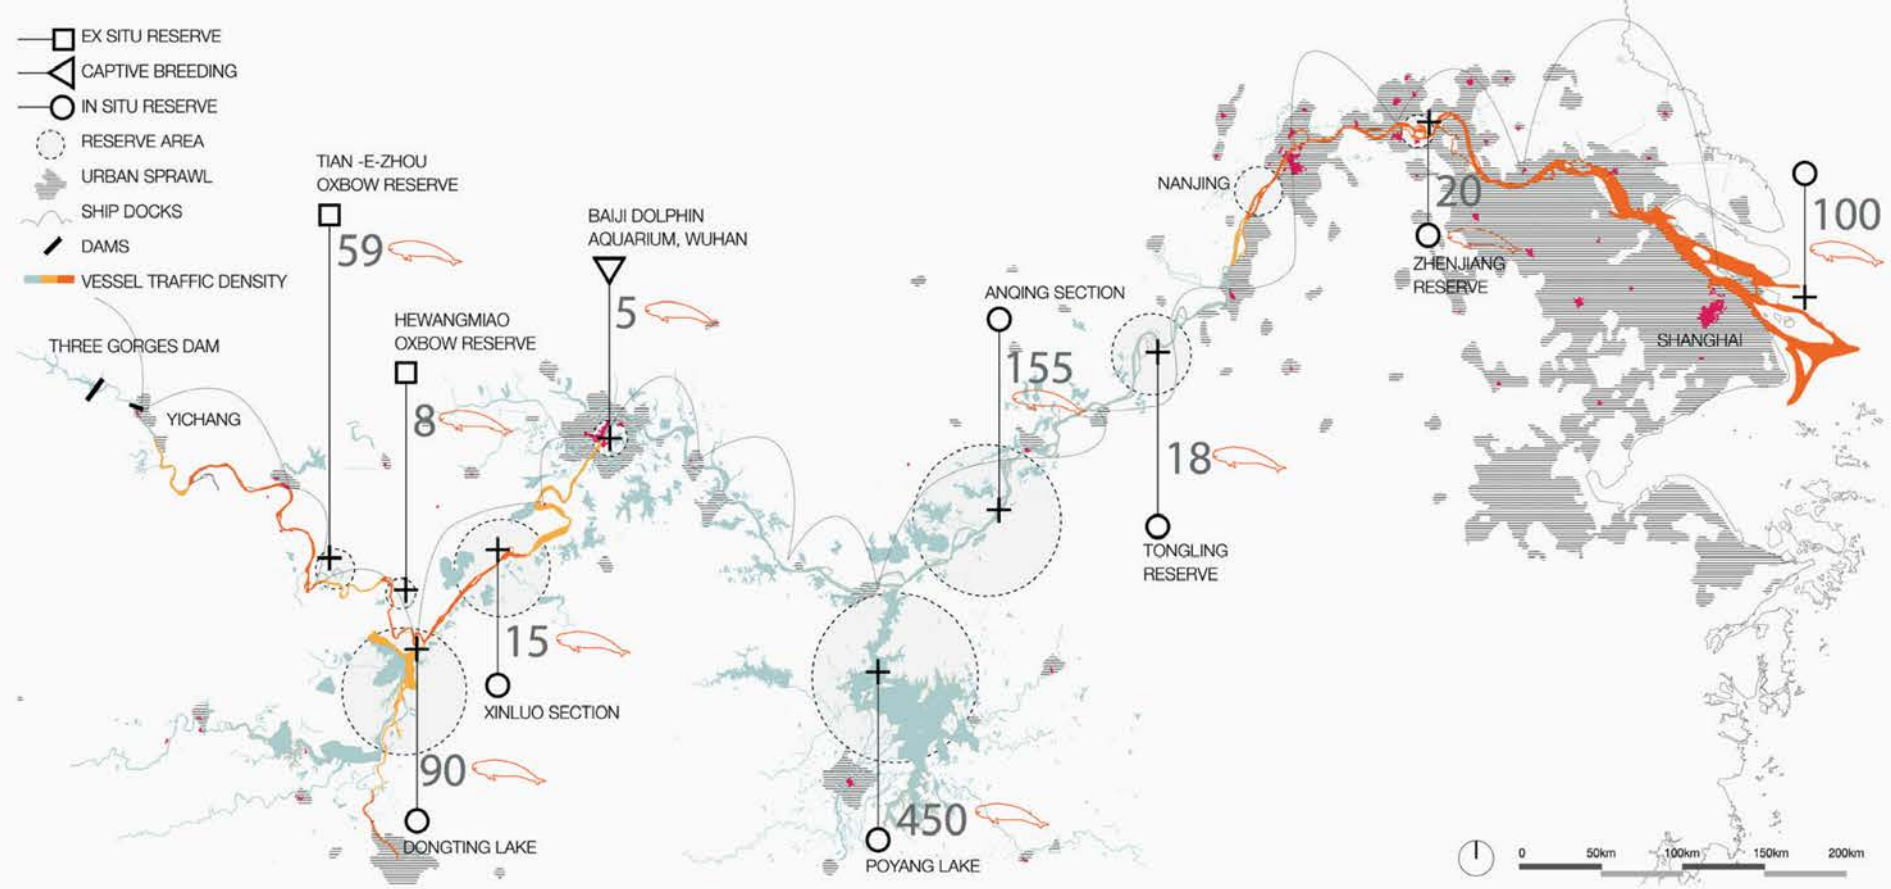 EX SITU RESERVE
CAPTIVE BREEDING
IN SITU RESERVE
RESERVE AREA
URBAN SPRAWL
SHIP DOCKS
DAMS
VESSEL TRAFFIC DENSITY
THREE GORGES DAM
YICHANG
TIAN -E-ZHOU
OXBOW RESERVE
59
HEWANGMIAO
OXBOW RESERVE
8
BAIJI DOLPHIN
AQUARIUM, WUHAN
5
15
XINLUO SECTION
90
DONGTING LAKE
450
POYANG LAKE
ANQING SECTION
155
18
TONGLING
RESERVE
NANJING
20
ZHENJIANG
RESERVE
100
SHANGHAI
0 50km 100km 150km 200km